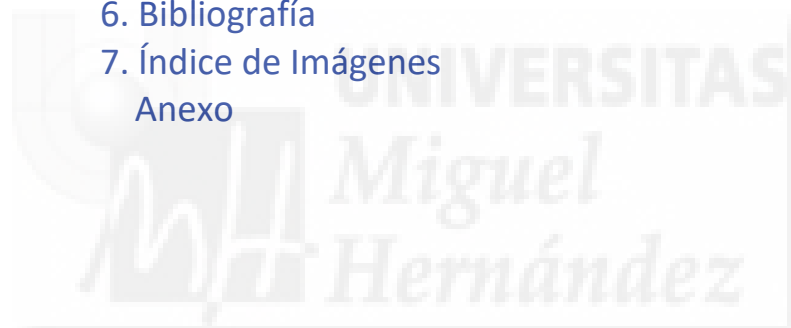 6. Bibliografía
7. Índice de Imágenes
Anexo
UNIVERSITAS
Miguel
Hernández